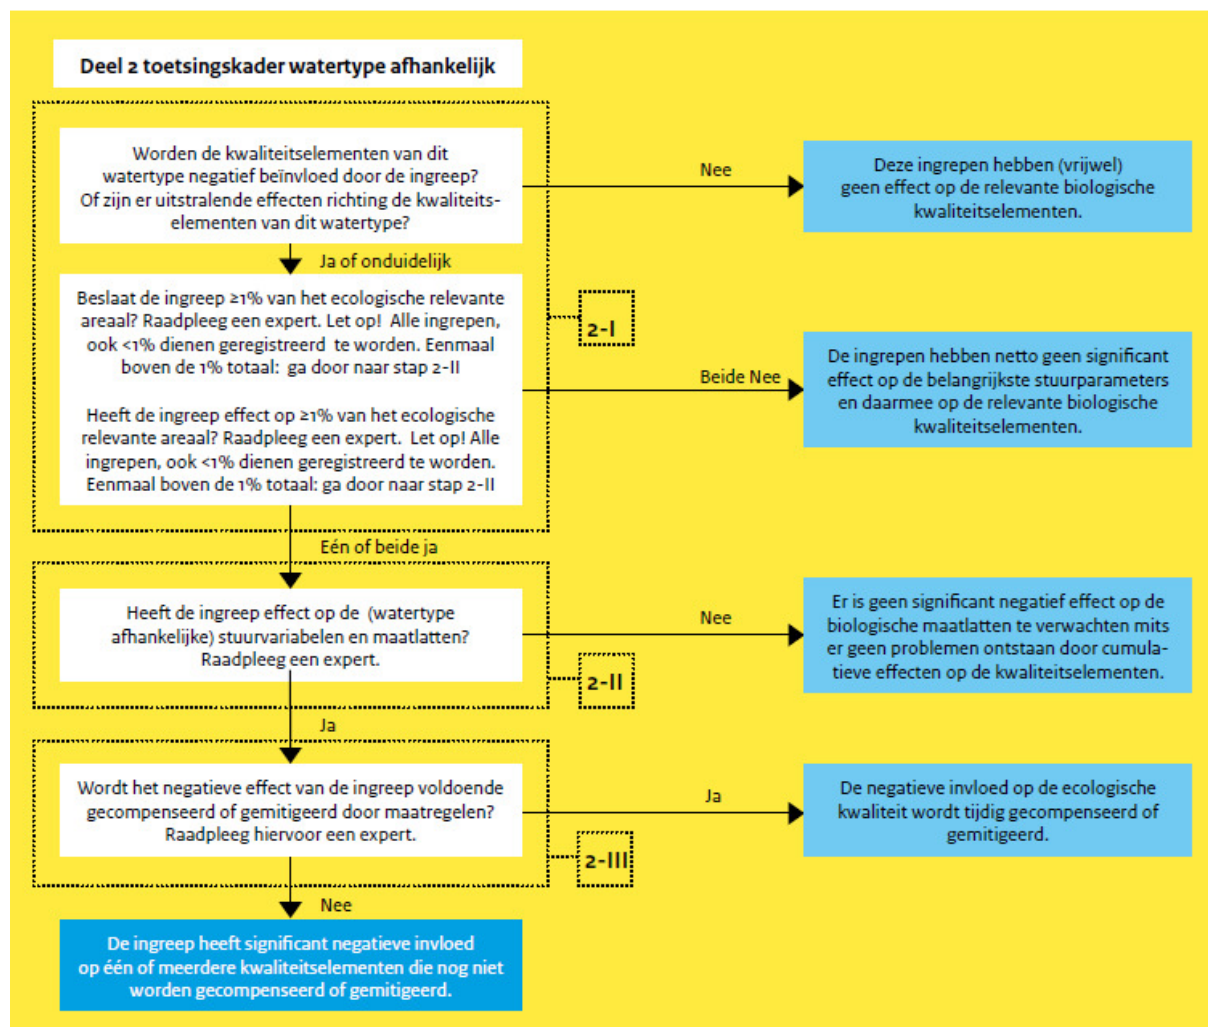 Deel 2 toetsingskader watertype afhankelijk
Worden de kwaliteitselementen van dit
watertype negatief beïnvloed door de ingreep?
Of zijn er uitstralende effecten richting de kwaliteits-
elementen van dit watertype?
Nee
Deze ingrepen hebben (vrijwel)
geen effect op de relevante biologische
kwaliteitselementen.
Ja of onduidelijk
Beslaat de ingreep ≥1% van het ecologische relevante
areaal? Raadpleeg een expert. Let op! Alle ingrepen,
ook <1% dienen geregistreerd te worden. Eenmaal
boven de 1% totaal: ga door naar stap 2-II
Heeft de ingreep effect op ≥1% van het ecologische
relevante areaal? Raadpleeg een expert. Let op! Alle
ingrepen, ook <1% dienen geregistreerd te worden.
Eenmaal boven de 1% totaal: ga door naar stap 2-II
2-I
Beide Nee
De ingrepen hebben netto geen significant
effect op de belangrijkste stuurparameters
en daarmee op de relevante biologische
kwaliteitselementen.
Eén of beide ja
Heeft de ingreep effect op de (watertype
afhankelijke) stuurvariabelen en maatlatten?
Raadpleeg een expert.
Nee
2-II
Er is geen significant negatief effect op de
biologische maatlatten te verwachten mits
er geen problemen ontstaan door cumula-
tieve effecten op de kwaliteitselementen.
Ja
Wordt het negatieve effect van de ingreep voldoende
gecompenseerd of gemitigeerd door maatregelen?
Raadpleeg hiervoor een expert.
Ja
2-III
De negatieve invloed op de ecologische
kwaliteit wordt tijdig gecompenseerd of
gemitigeerd.
Nee
De ingreep heeft significant negatieve invloed
op één of meerdere kwaliteitselementen die nog niet
worden gecompenseerd of gemitigeerd.